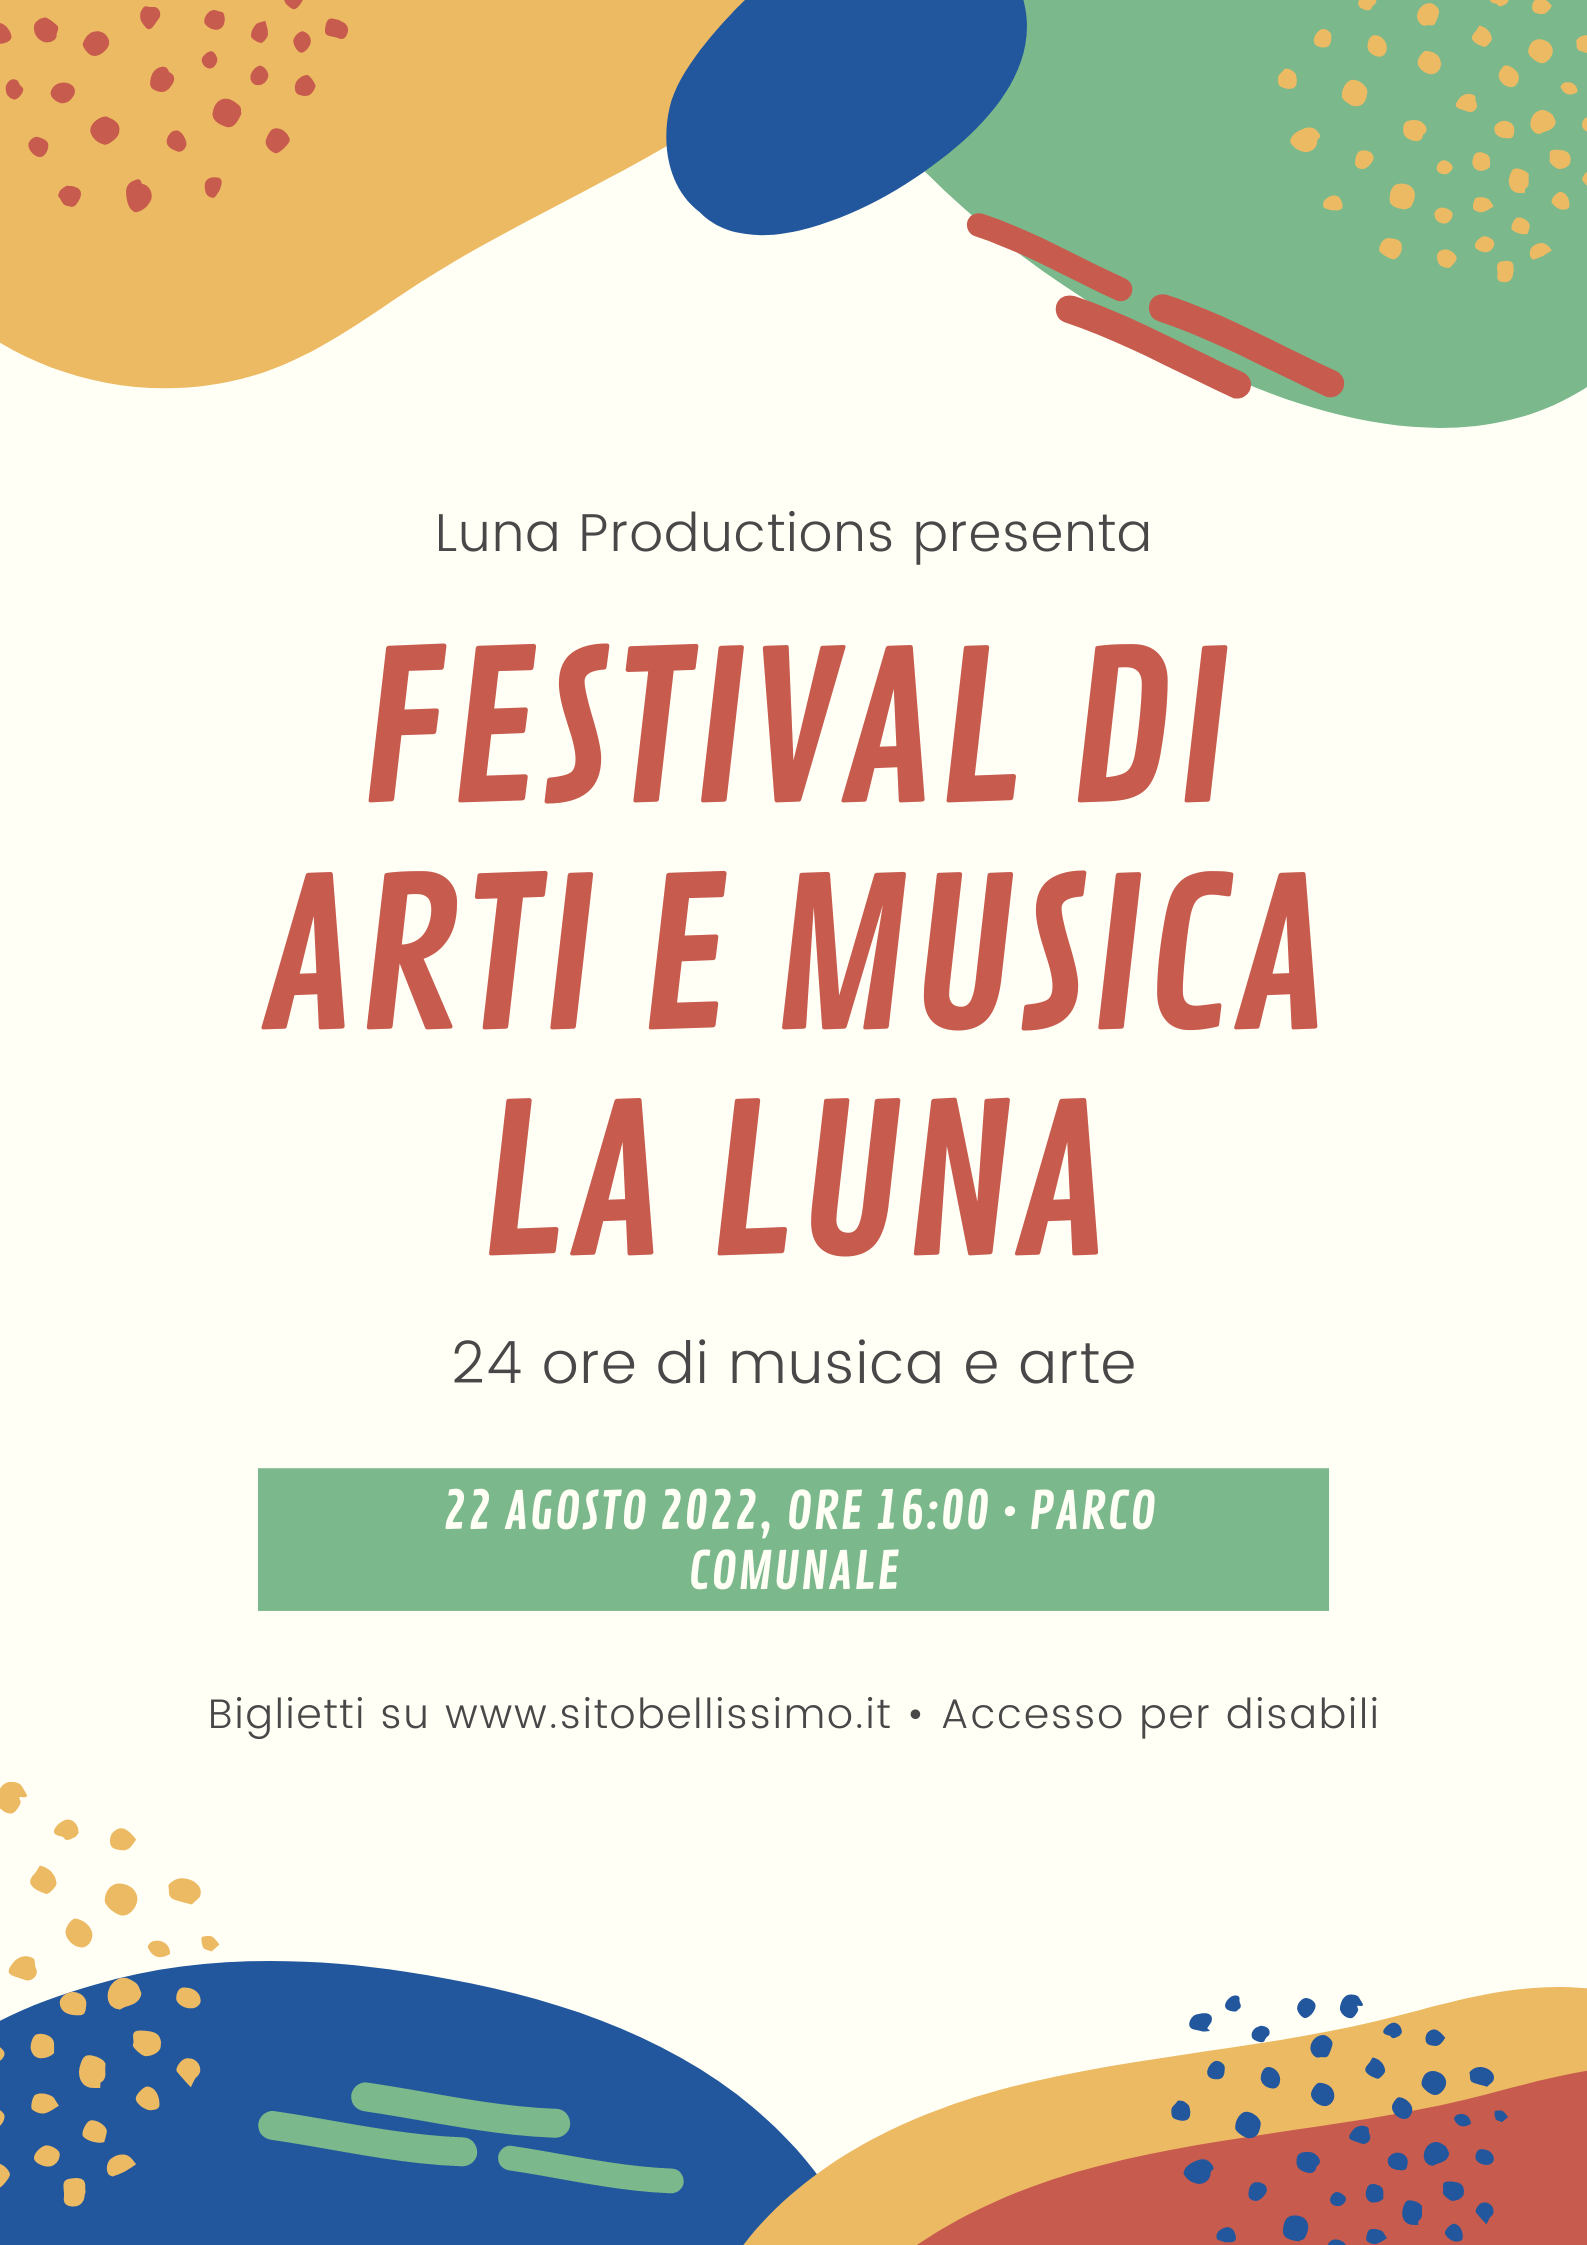 Luna Productions presenta
FESTIVAL DI
ARTI E MUSICA
LA LUNA
24 ore di musica e arte
22 AGOSTO 2022, ORE 16:00 • PARCO
COMUNALE
Biglietti su www.sitobellissimo.it • Accesso per disabili